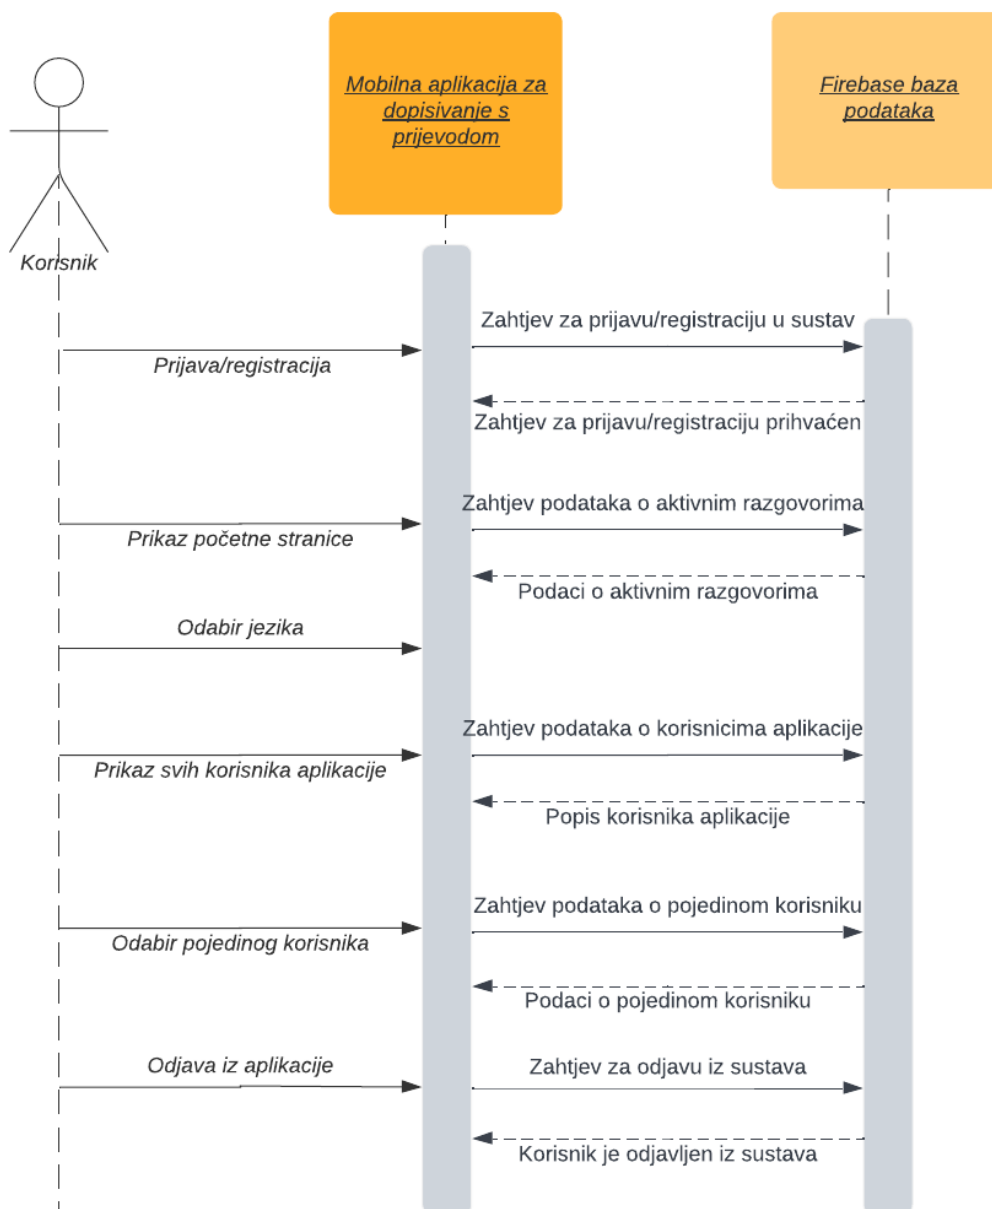 Mobilna aplikacija za
dopisivanje s
prijevodom
Firebase baza
podataka
Korisnik
Zahtjev za prijavu/registraciju u sustav
Prijava/registracija
Zahtjev za prijavu/registraciju prihvaćen
Zahtjev podataka o aktivnim razgovorima
Prikaz početne stranice
Podaci o aktivnim razgovorima
Odabir jezika
Zahtjev podataka o korisnicima aplikacije
Prikaz svih korisnika aplikacije
Popis korisnika aplikacije
Zahtjev podataka o pojedinom korisniku
Odabir pojedinog korisnika
Podaci o pojedinom korisniku
Odjava iz aplikacije
Zahtjev za odjavu iz sustava
Korisnik je odjavljen iz sustava